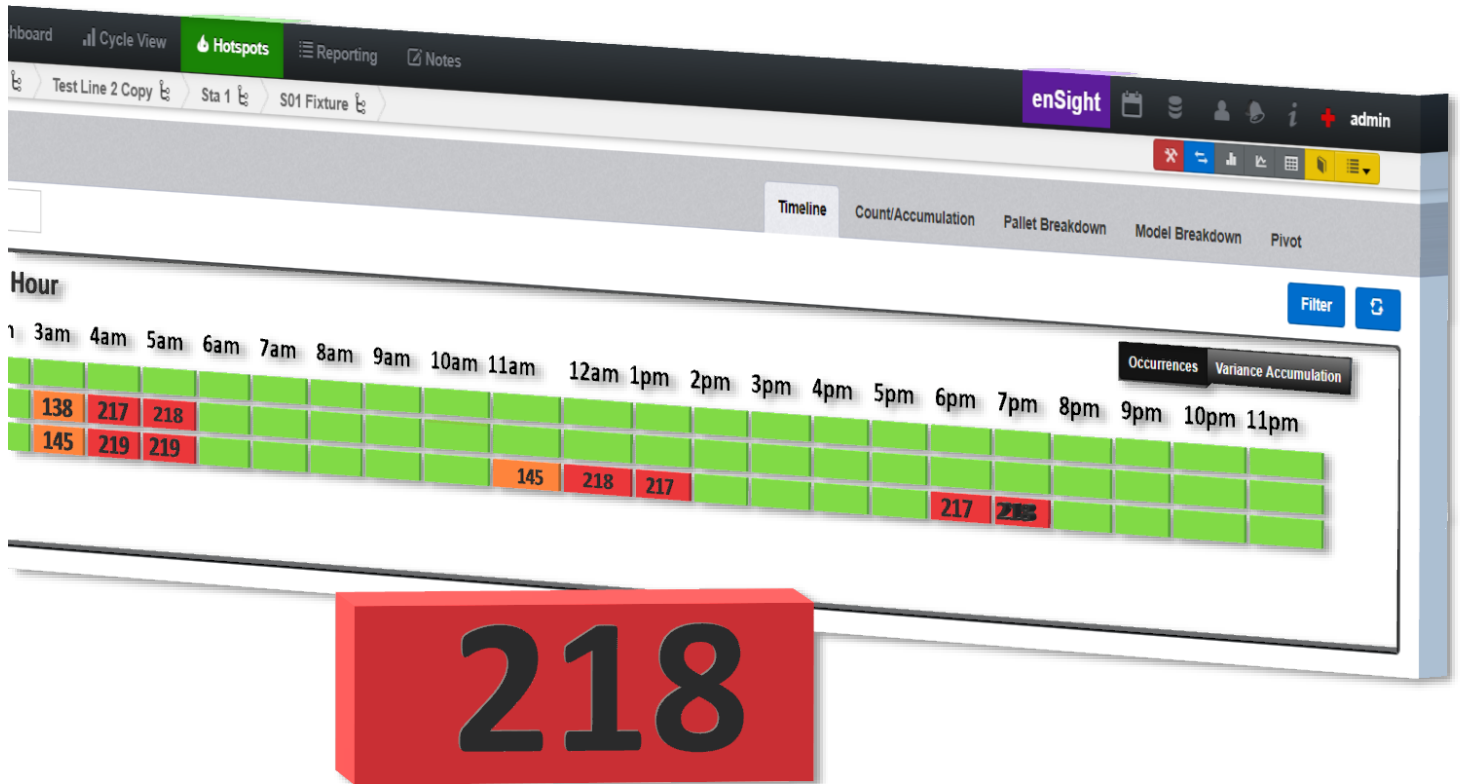 Cycle View Hotspots Reporting Notes
enSight admin
Test Line 2 Copy Sta 1 S01 Fixture
Timeline Count/Accumulation Pallet Breakdown Model Breakdown Pivot
Hour
Filter
Occurrences Variance Accumulation
3am 4am 5am 6am 7am 8am 9am 10am 11am 12am 1pm 2pm 3pm 4pm 5pm 6pm 7pm 8pm 9pm 10pm 11pm
138 217 218
145 219 219 145 218 217 217
218